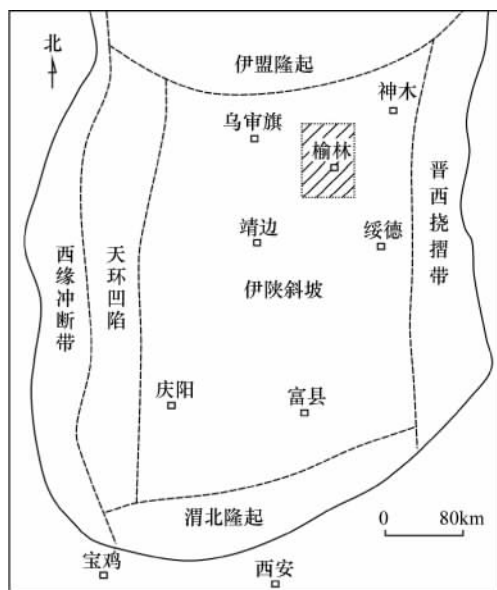 北
伊盟隆起
神木
乌审旗
榆林
晋西挠摺带
靖边
绥德
西缘冲断带
天环凹陷
伊陕斜坡
庆阳
富县
渭北隆起
0 80km
宝鸡
西安